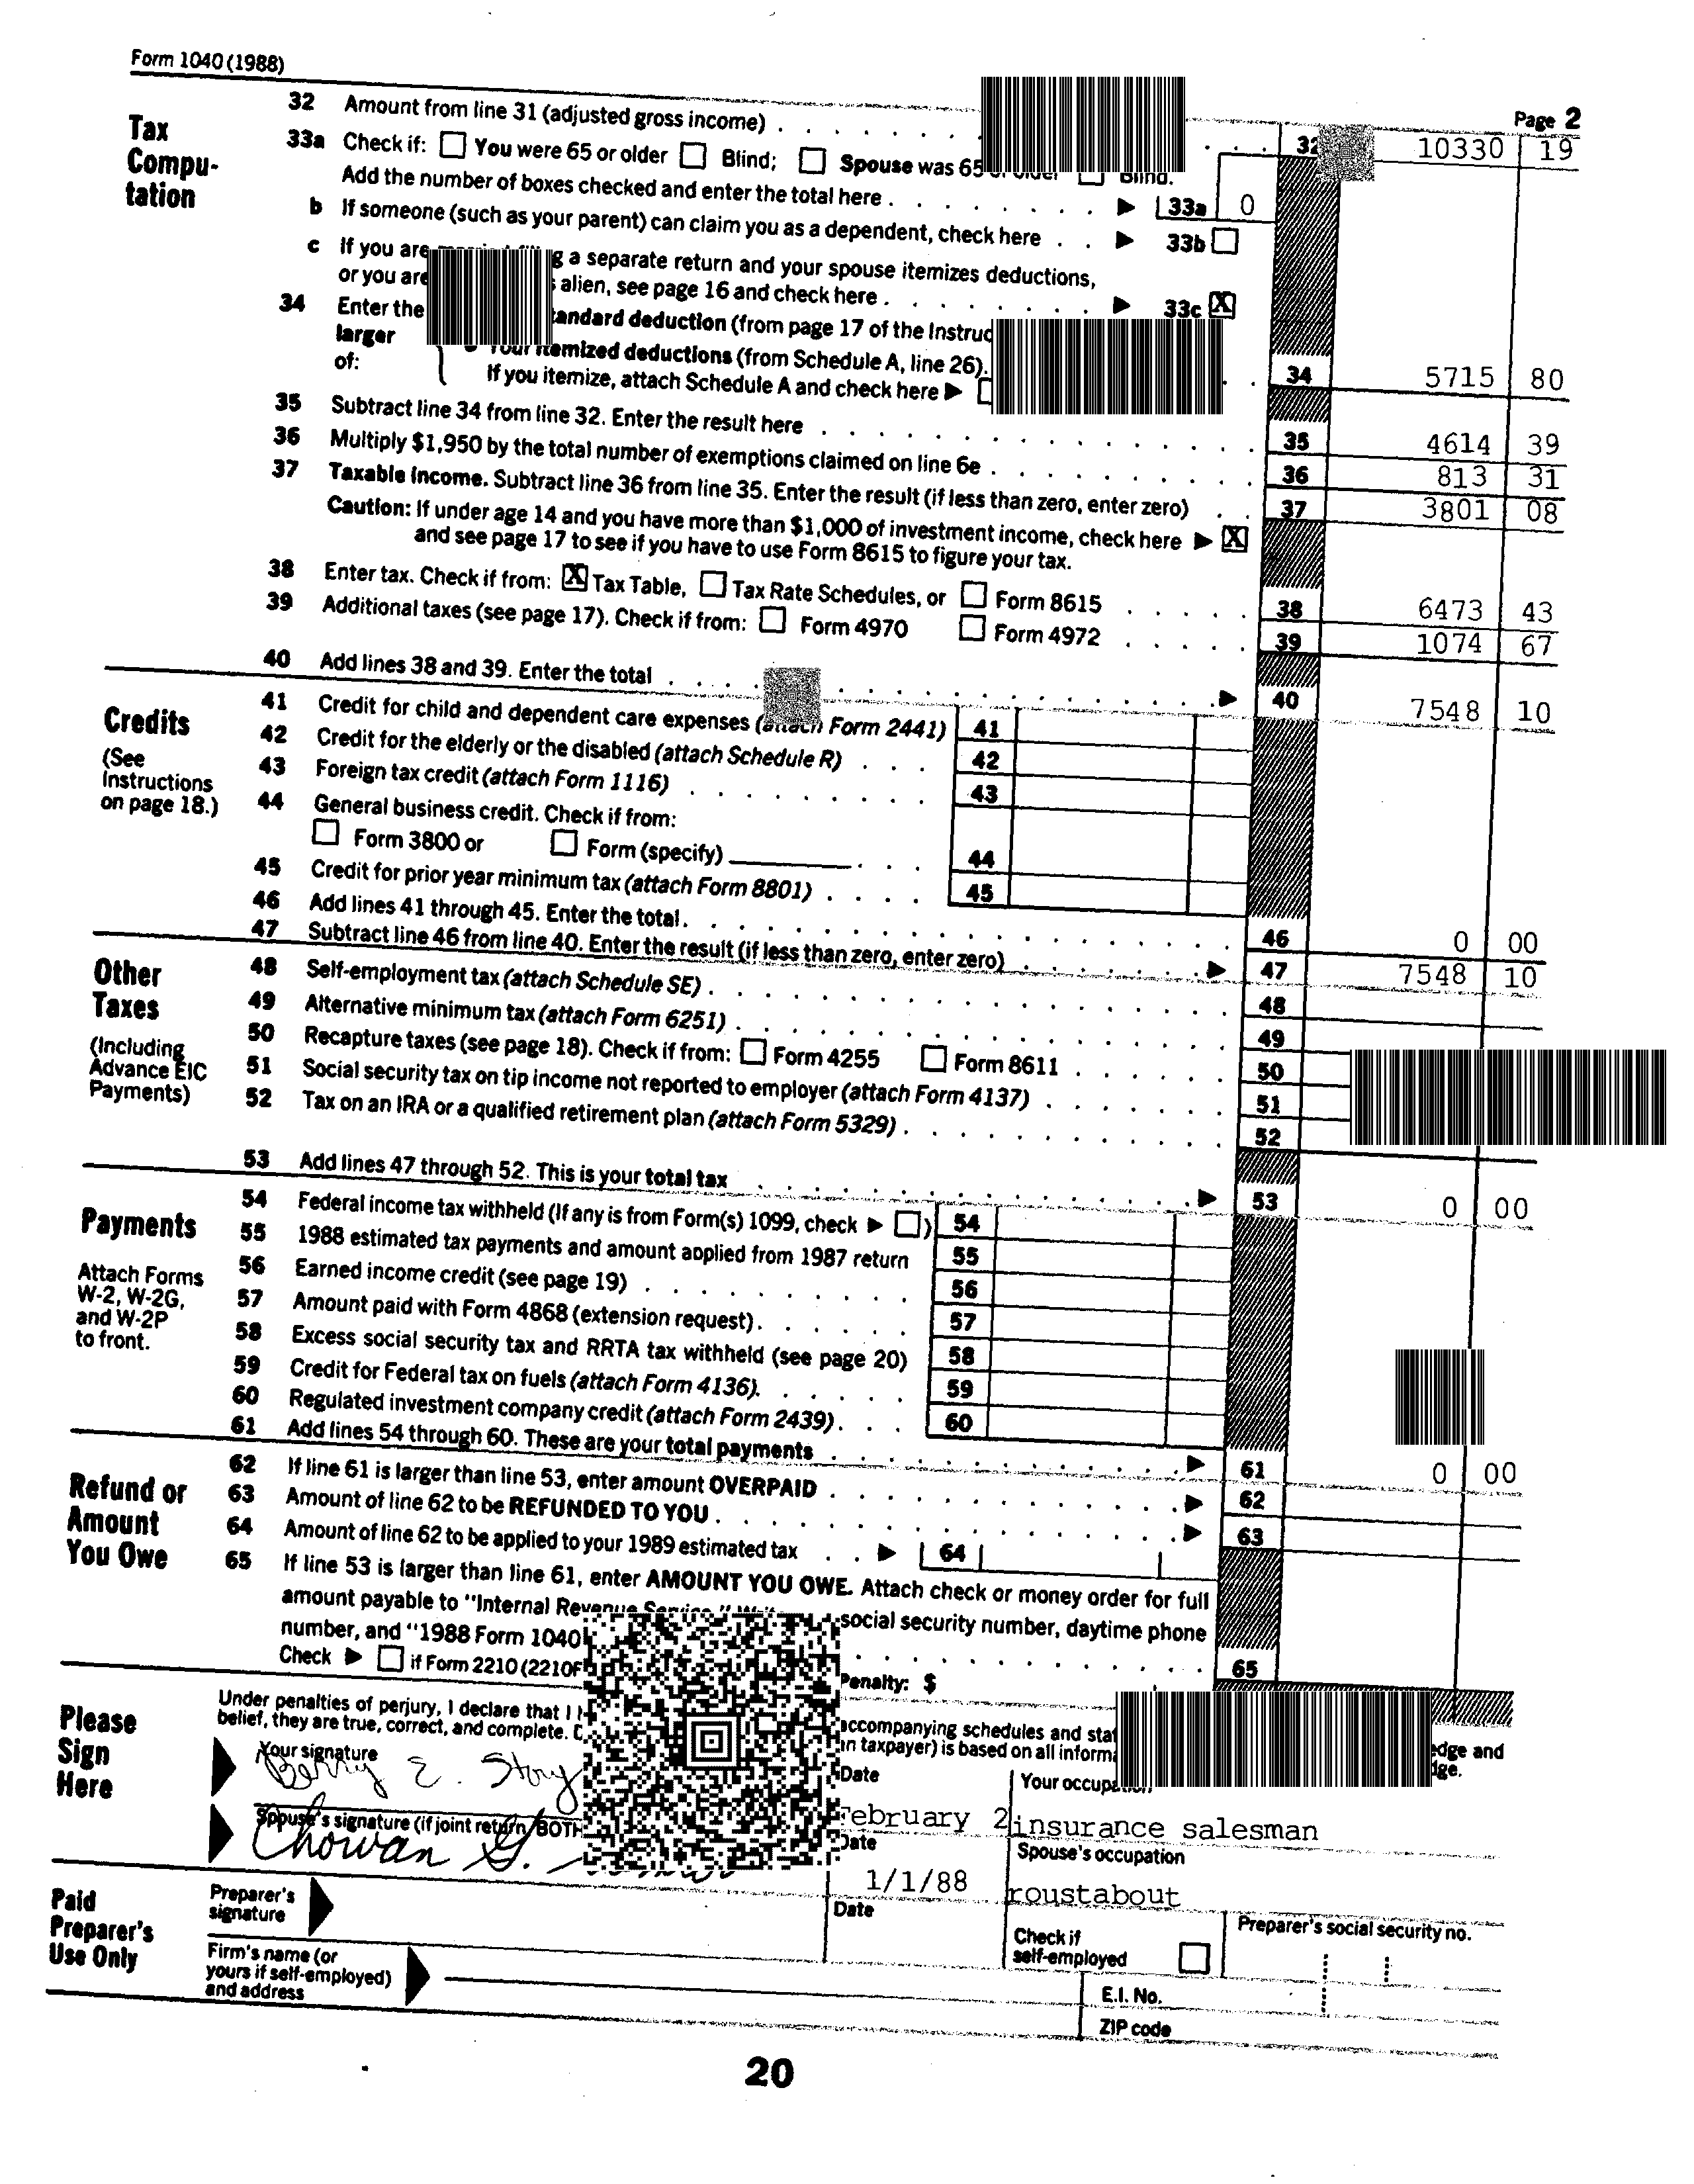 Form 1040 (1988)
Page 2
Tax Compu- tation
32 Amount from line 31 (adjusted gross income) . . . . . . 32 10330 19
33a Check if: You were 65 or older Blind; Spouse was 65 or older Blind.
Add the number of boxes checked and enter the total here . . . . . . . . 33a 0
b If someone (such as your parent) can claim you as a dependent, check here . . 33b
c If you are married filing a separate return and your spouse itemizes deductions,
or you are alien, see page 16 and check here . . . . . . . 33c X
34 Enter the larger of:
standard deduction (from page 17 of the Instruc
Your itemized deductions (from Schedule A, line 26).
If you itemize, attach Schedule A and check here . 34 5715 80
35 Subtract line 34 from line 32. Enter the result here . . . . . . 35 4614 39
36 Multiply $1,950 by the total number of exemptions claimed on line 6e . . . . . . 36 813 31
37 Taxable income. Subtract line 36 from line 35. Enter the result (if less than zero, enter zero) . . 37 3801 08
Caution: If under age 14 and you have more than $1,000 of investment income, check here X
and see page 17 to see if you have to use Form 8615 to figure your tax.
38 Enter tax. Check if from: X Tax Table, Tax Rate Schedules, or Form 8615 . . . . 38 6473 43
39 Additional taxes (see page 17). Check if from: Form 4970 Form 4972 . . . . . 39 1074 67
40 Add lines 38 and 39. Enter the total . . . . . . 40 7548 10
Credits
(See Instructions on page 18.)
41 Credit for child and dependent care expenses (attach Form 2441) 41
42 Credit for the elderly or the disabled (attach Schedule R) . . . 42
43 Foreign tax credit (attach Form 1116) . . . . . . . . . 43
44 General business credit. Check if from:
Form 3800 or Form (specify) . . . 44
45 Credit for prior year minimum tax (attach Form 8801) . . . . 45
46 Add lines 41 through 45. Enter the total. . . . . . 46 0 00
47 Subtract line 46 from line 40. Enter the result (if less than zero, enter zero) . . . . . . 47 7548 10
Other Taxes
(Including Advance EIC Payments)
48 Self-employment tax (attach Schedule SE) . . . . . . 48
49 Alternative minimum tax (attach Form 6251) . . . . . . 49
50 Recapture taxes (see page 18). Check if from: Form 4255 Form 8611 . . . . . . 50
51 Social security tax on tip income not reported to employer (attach Form 4137) . . . . . . 51
52 Tax on an IRA or a qualified retirement plan (attach Form 5329) . . . . . . 52
53 Add lines 47 through 52. This is your total tax . . . . . . 53 0 00
Payments
Attach Forms W-2, W-2G, and W-2P to front.
54 Federal income tax withheld (If any is from Form(s) 1099, check ) 54
55 1988 estimated tax payments and amount applied from 1987 return 55
56 Earned income credit (see page 19) . . . . . . . . . 56
57 Amount paid with Form 4868 (extension request) . . . . . . 57
58 Excess social security tax and RRTA tax withheld (see page 20) 58
59 Credit for Federal tax on fuels (attach Form 4136). . . . . . 59
60 Regulated investment company credit (attach Form 2439) . . . 60
61 Add lines 54 through 60. These are your total payments . . . . . . 61 0 00
Refund or Amount You Owe
62 If line 61 is larger than line 53, enter amount OVERPAID . . . . . . 62
63 Amount of line 62 to be REFUNDED TO YOU . . . . . . 63
64 Amount of line 62 to be applied to your 1989 estimated tax . . 64
65 If line 53 is larger than line 61, enter AMOUNT YOU OWE. Attach check or money order for full
amount payable to "Internal Revenue Service." social security number, daytime phone
number, and "1988 Form 1040 . . . . . . 65
Check if Form 2210 (2210F Penalty: $
Please Sign Here
Under penalties of perjury, I declare that I accompanying schedules and edge and
belief, they are true, correct, and complete. taxpayer) is based on all
Your signature Date Your occupation
Berry E. Story February 2 insurance salesman
Spouse's signature (if joint return, BOTH Date Spouse's occupation
Chowan G. 1/1/88 roustabout
Paid Preparer's Use Only
Preparer's signature Date Check if self-employed Preparer's social security no.
Firm's name (or yours if self-employed) and address E.I. No.
ZIP code
20